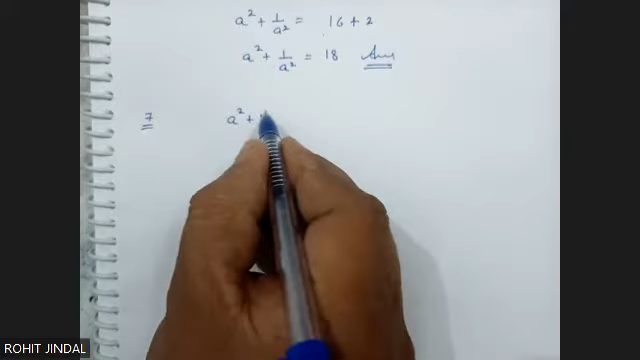 a² + 1/a² = 16 + 2
a² + 1/a² = 18 Ans
7 a² +
ROHIT JINDAL